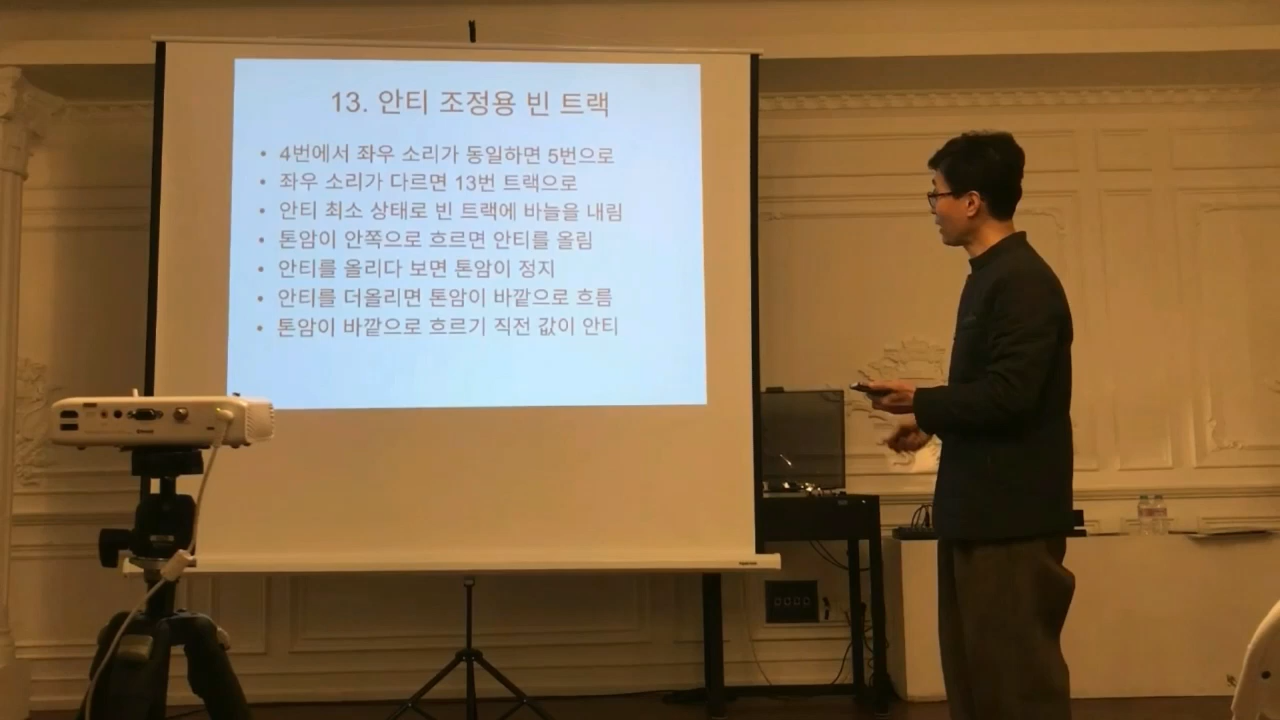 13. 안티 조정용 빈 트랙
• 4번에서 좌우 소리가 동일하면 5번으로
• 좌우 소리가 다르면 13번 트랙으로
• 안티 최소 상태로 빈 트랙에 바늘을 내림
• 톤암이 안쪽으로 흐르면 안티를 올림
• 안티를 올리다 보면 톤암이 정지
• 안티를 더올리면 톤암이 바깥으로 흐름
• 톤암이 바깥으로 흐르기 직전 값이 안티